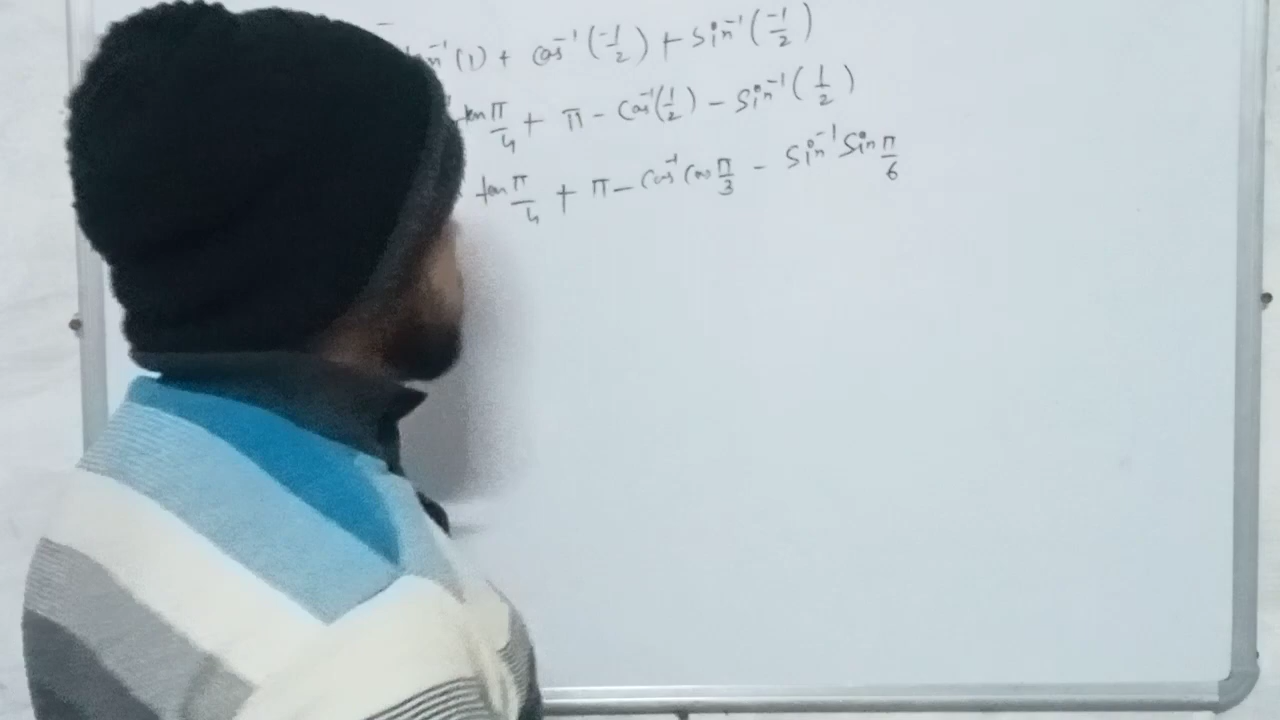 tan⁻¹(1) + cos⁻¹(-1/2) + sin⁻¹(-1/2)
tan π/4 + π - cos⁻¹(1/2) - sin⁻¹(1/2)
tan π/4 + π - cos⁻¹ cos π/3 - sin⁻¹ sin π/6